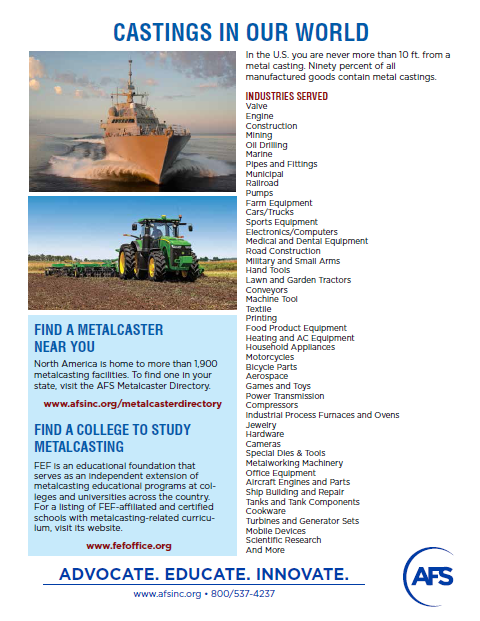 CASTINGS IN OUR WORLD
In the U.S. you are never more than 10 ft. from a
metal casting. Ninety percent of all
manufactured goods contain metal castings.
INDUSTRIES SERVED
Valve
Engine
Construction
Mining
Oil Drilling
Marine
Pipes and Fittings
Municipal
Railroad
Pumps
Farm Equipment
Cars/Trucks
Sports Equipment
Electronics/Computers
Medical and Dental Equipment
Road Construction
Military and Small Arms
Hand Tools
Lawn and Garden Tractors
Conveyors
Machine Tool
Textile
Printing
Food Product Equipment
Heating and AC Equipment
Household Appliances
Motorcycles
Bicycle Parts
Aerospace
Games and Toys
Power Transmission
Compressors
Industrial Process Furnaces and Ovens
Jewelry
Hardware
Cameras
Special Dies & Tools
Metalworking Machinery
Office Equipment
Aircraft Engines and Parts
Ship Building and Repair
Tanks and Tank Components
Cookware
Turbines and Generator Sets
Mobile Devices
Scientific Research
And More
FIND A METALCASTER
NEAR YOU
North America is home to more than 1,900
metalcasting facilities. To find one in your
state, visit the AFS Metalcaster Directory.
www.afsinc.org/metalcasterdirectory
FIND A COLLEGE TO STUDY
METALCASTING
FEF is an educational foundation that
serves as an independent extension of
metalcasting educational programs at col-
leges and universities across the country.
For a listing of FEF-affiliated and certified
schools with metalcasting-related curricu-
lum, visit its website.
www.fefoffice.org
ADVOCATE. EDUCATE. INNOVATE.
www.afsinc.org • 800/537-4237
AFS